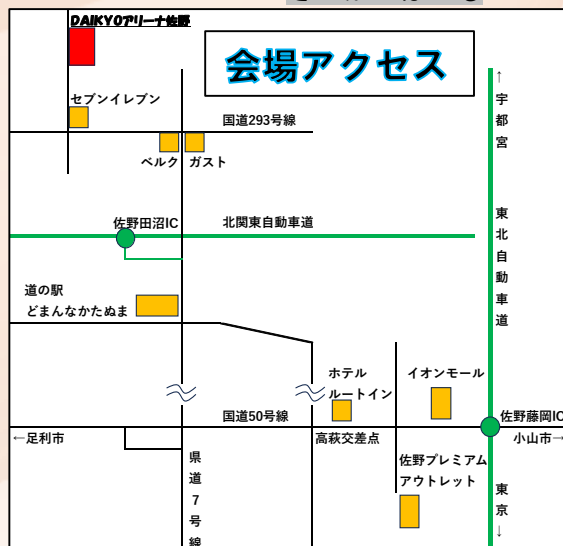 DAIKYOアリーナ佐野
会場アクセス
セブンイレブン
国道293号線
ベルク
ガスト
↑宇都宮
佐野田沼IC
北関東自動車道
東北自動車道
道の駅
どまんなかたぬま
ホテル
ルートイン
イオンモール
国道50号線
佐野藤岡IC
←足利市
高萩交差点
小山市→
県道7号線
佐野プレミアム
アウトレット
東京↓